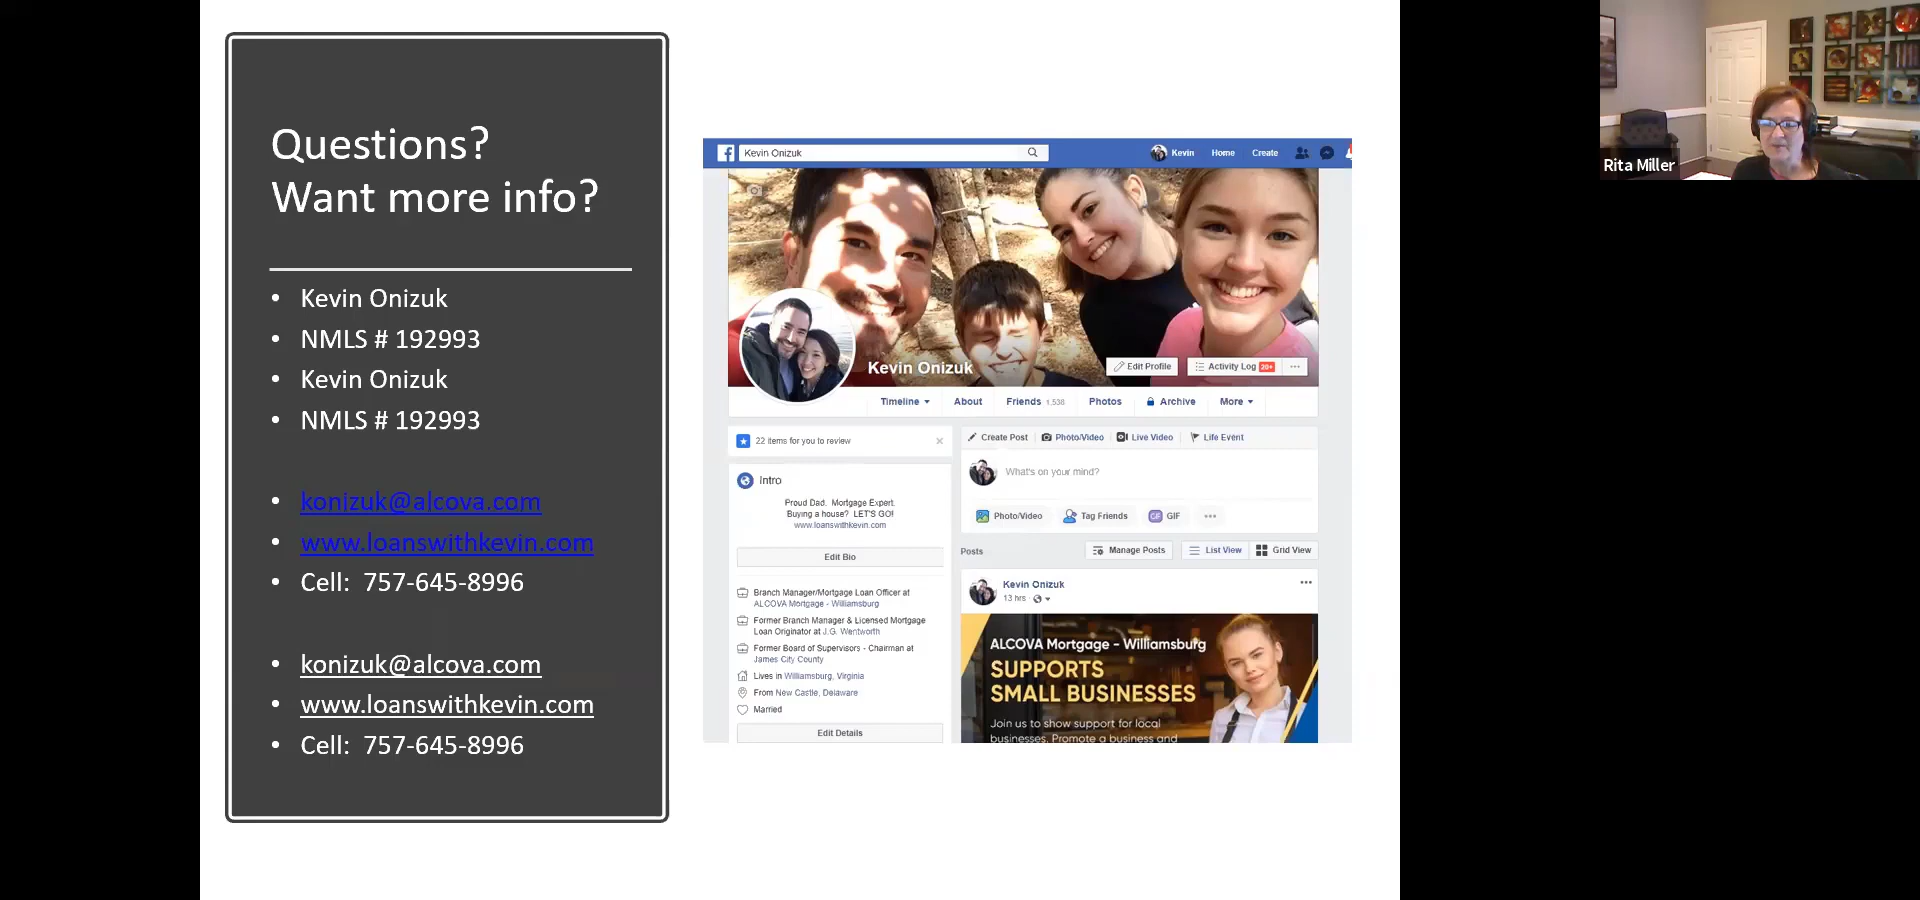 Questions?
Want more info?
• Kevin Onizuk
• NMLS # 192993
• Kevin Onizuk
• NMLS # 192993
• konizuk@alcova.com
• www.loanswithkevin.com
• Cell: 757-645-8996
• konizuk@alcova.com
• www.loanswithkevin.com
• Cell: 757-645-8996
Kevin Onizuk
Kevin Home Create
Kevin Onizuk
Edit Profile Activity Log 20+ ...
Timeline About Friends 1,538 Photos Archive More
22 items for you to review
Intro
Proud Dad. Mortgage Expert.
Buying a house? LET'S GO!
www.loanswithkevin.com
Edit Bio
Branch Manager/Mortgage Loan Officer at
ALCOVA Mortgage - Williamsburg
Former Branch Manager & Licensed Mortgage
Loan Originator at J.G. Wentworth
Former Board of Supervisors - Chairman at
James City County
Lives in Williamsburg, Virginia
From New Castle, Delaware
Married
Edit Details
Create Post Photo/Video Live Video Life Event
What's on your mind?
Photo/Video Tag Friends GIF ...
Posts Manage Posts List View Grid View
Kevin Onizuk
13 hrs ·
ALCOVA Mortgage - Williamsburg
SUPPORTS
SMALL BUSINESSES
Join us to show support for local
businesses. Promote a business and
Rita Miller